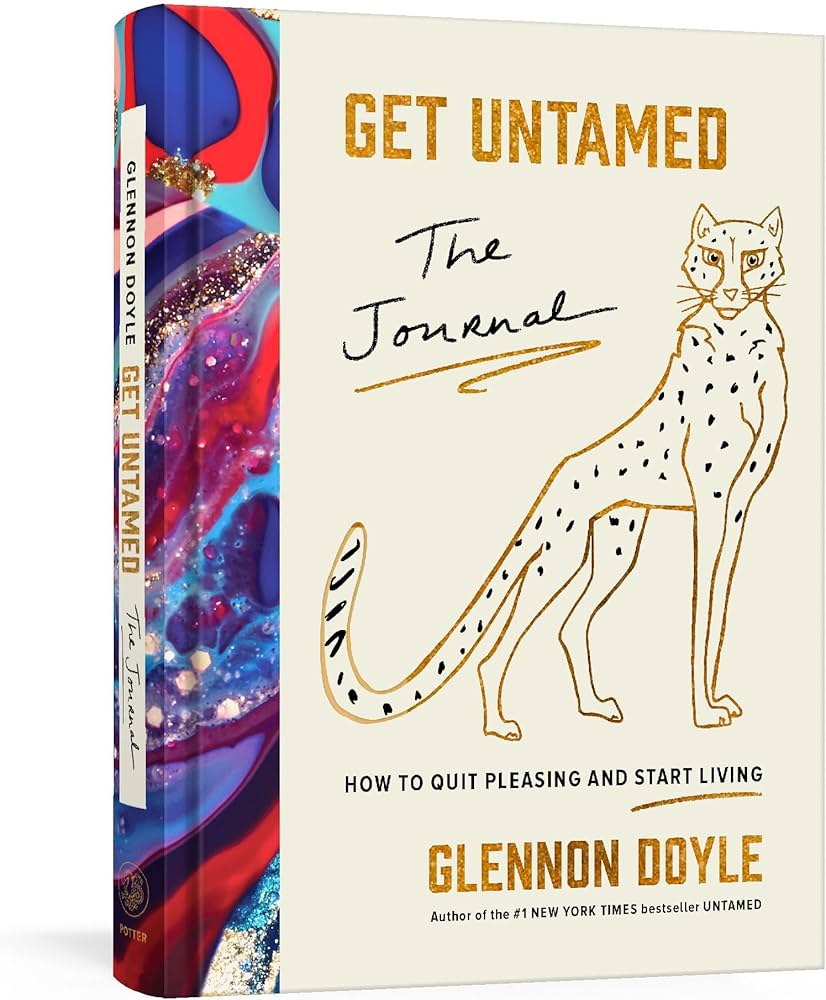 GET UNTAMED
The
Journal
HOW TO QUIT PLEASING AND START LIVING
GLENNON DOYLE
Author of the #1 NEW YORK TIMES bestseller UNTAMED
GLENNON DOYLE GET UNTAMED The Journal
POTTER